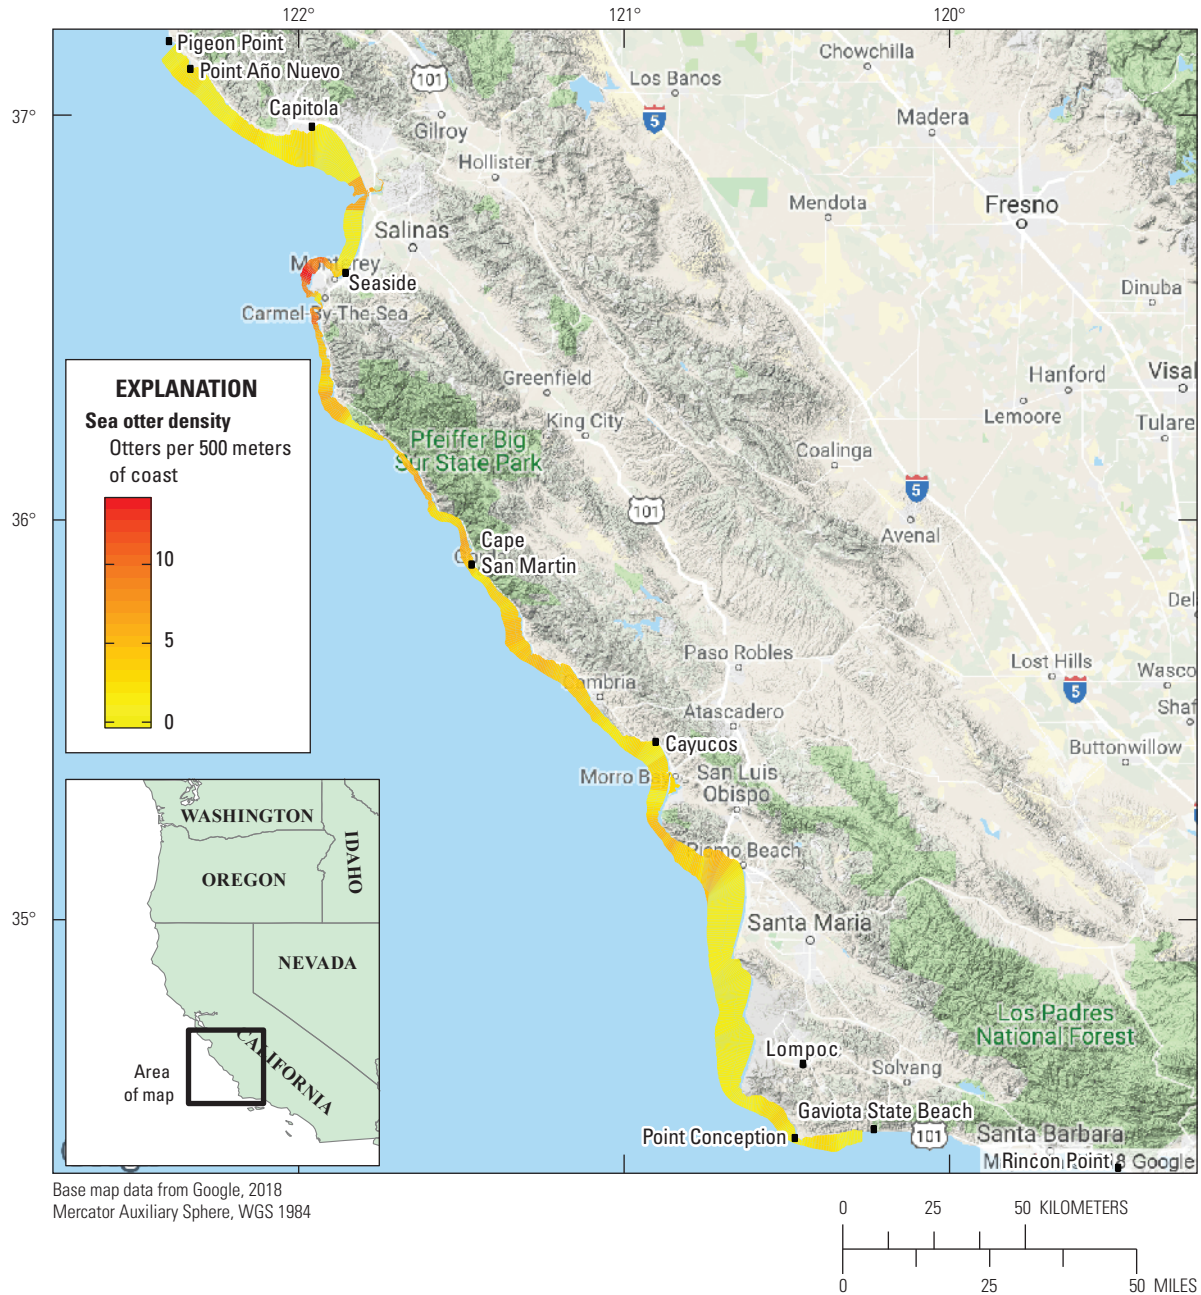 122°
121°
120°
Pigeon Point
Point Año Nuevo
101
Chowchilla
Los Banos
37°
Capitola
5
Madera
Gilroy
Hollister
Mendota
Fresno
Salinas
Monterey
Seaside
Dinuba
Carmel-By-The-Sea
EXPLANATION
Sea otter density
Otters per 500 meters
of coast
10
5
0
Greenfield
Hanford
Visal
King City
Lemoore
Tulare
Pfeiffer Big
Sur State Park
Coalinga
5
101
36°
Avenal
Cape
San Martin
Del
Paso Robles
Lost Hills
Wasco
Cambria
5
Shaf
Atascadero
Cayucos
Buttonwillow
Morro Bay
San Luis
Obispo
WASHINGTON
IDAHO
OREGON
NEVADA
CALIFORNIA
Area
of map
Pismo Beach
35°
Santa Maria
Los Padres
National Forest
Lompoc
Solvang
Gaviota State Beach
Point Conception
101
Santa Barbara
Rincon Point
8 Google
Base map data from Google, 2018
Mercator Auxiliary Sphere, WGS 1984
0 25 50 KILOMETERS
0 25 50 MILES